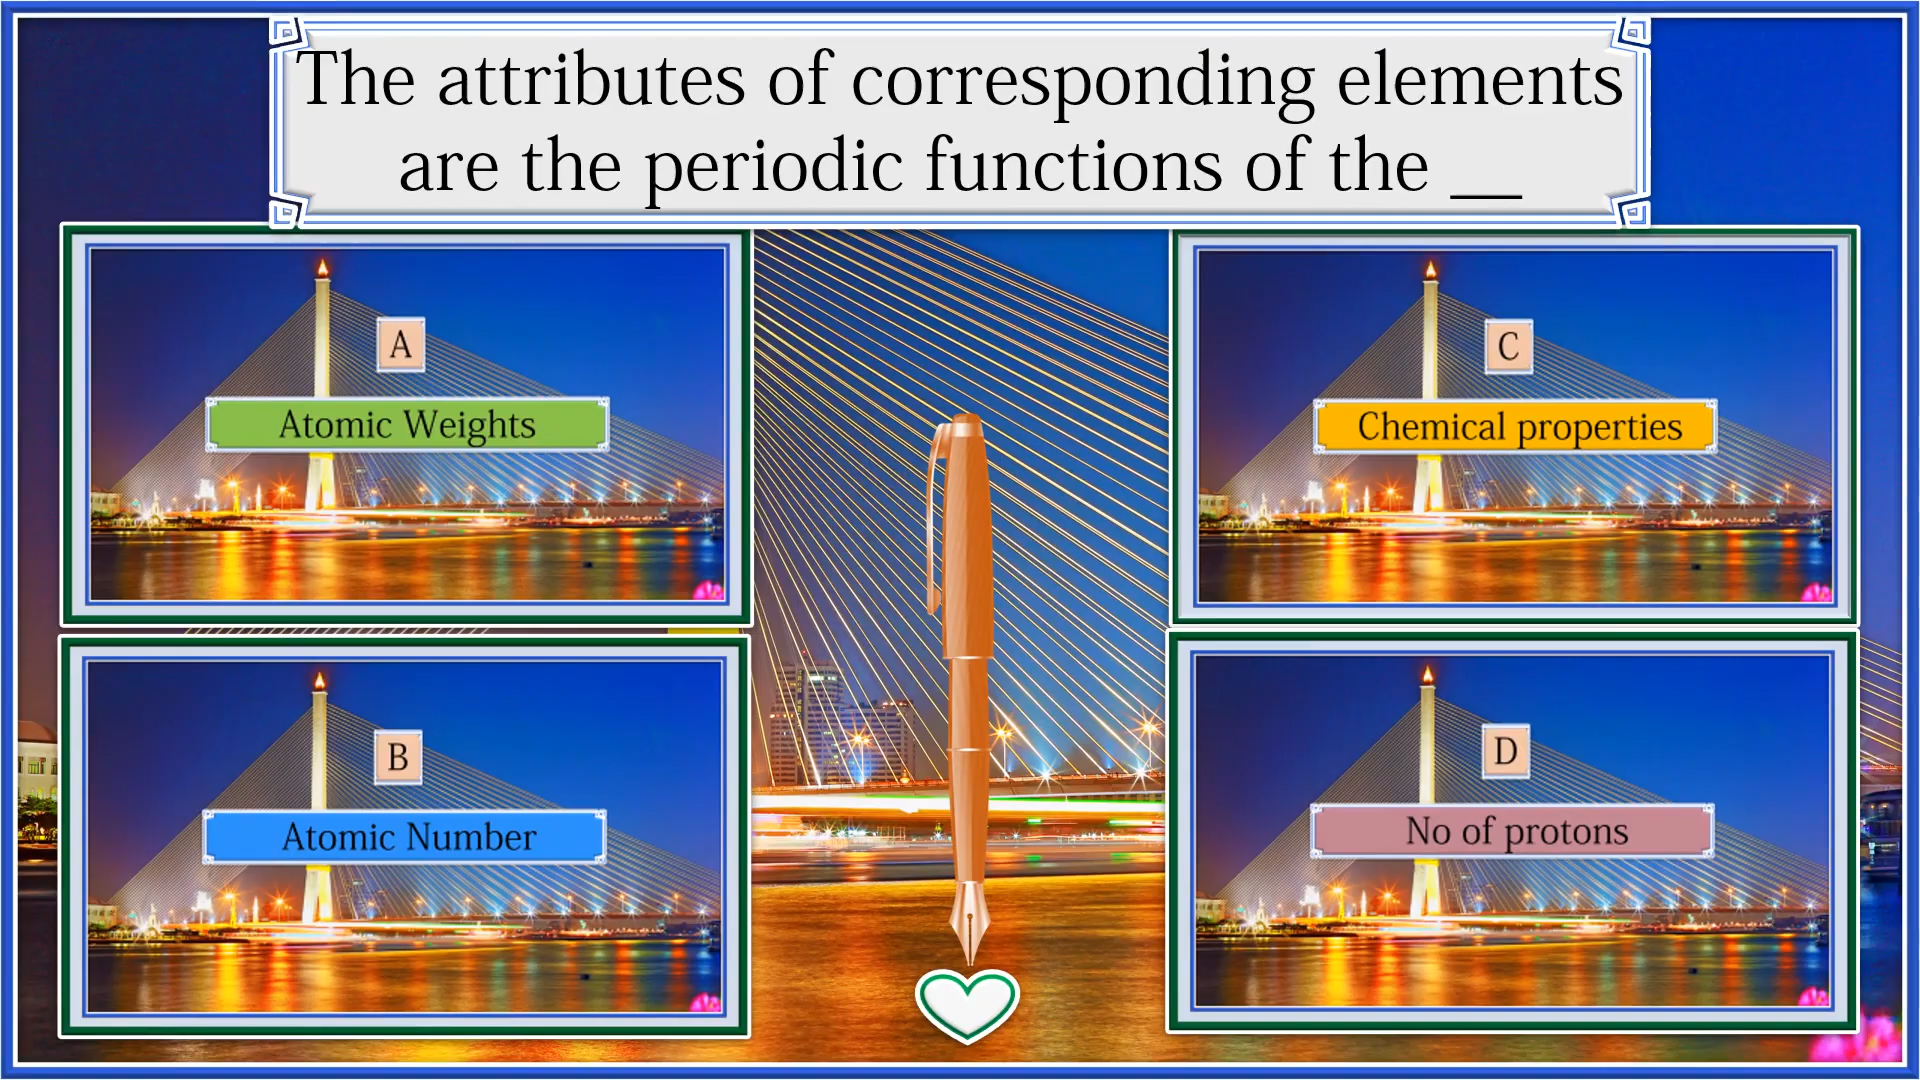 The attributes of corresponding elements
are the periodic functions of the __
A
Atomic Weights
C
Chemical properties
B
Atomic Number
D
No of protons